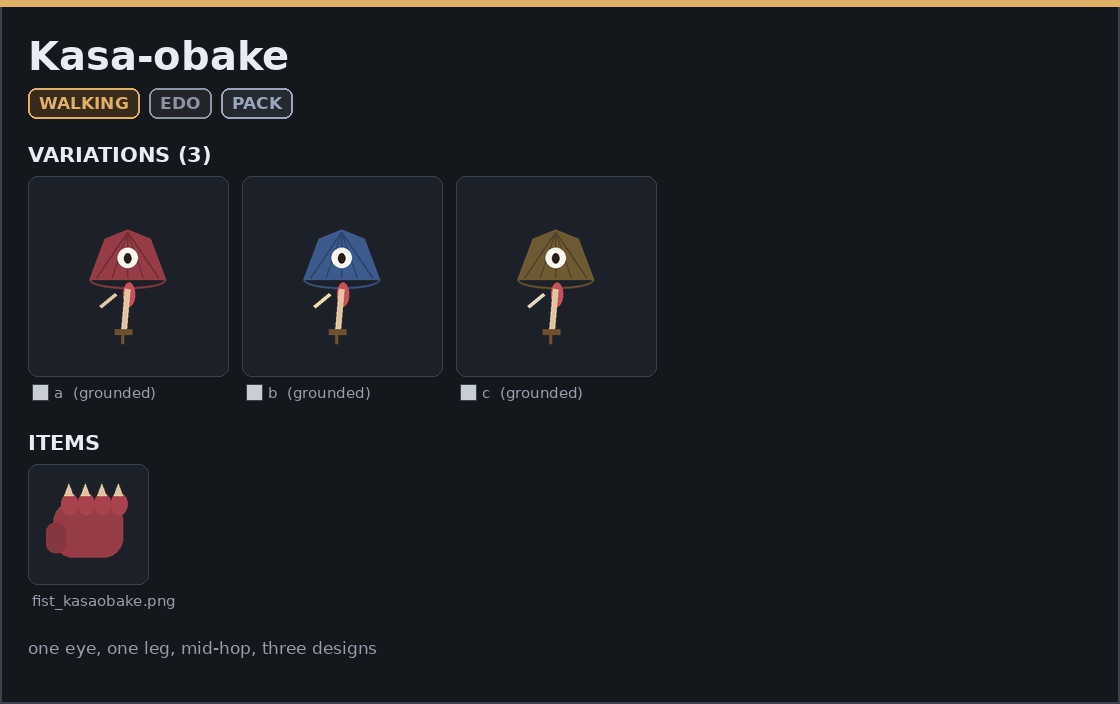 Kasa-obake
WALKING EDO PACK
VARIATIONS (3)
a (grounded) b (grounded) c (grounded)
ITEMS
fist_kasaobake.png
one eye, one leg, mid-hop, three designs